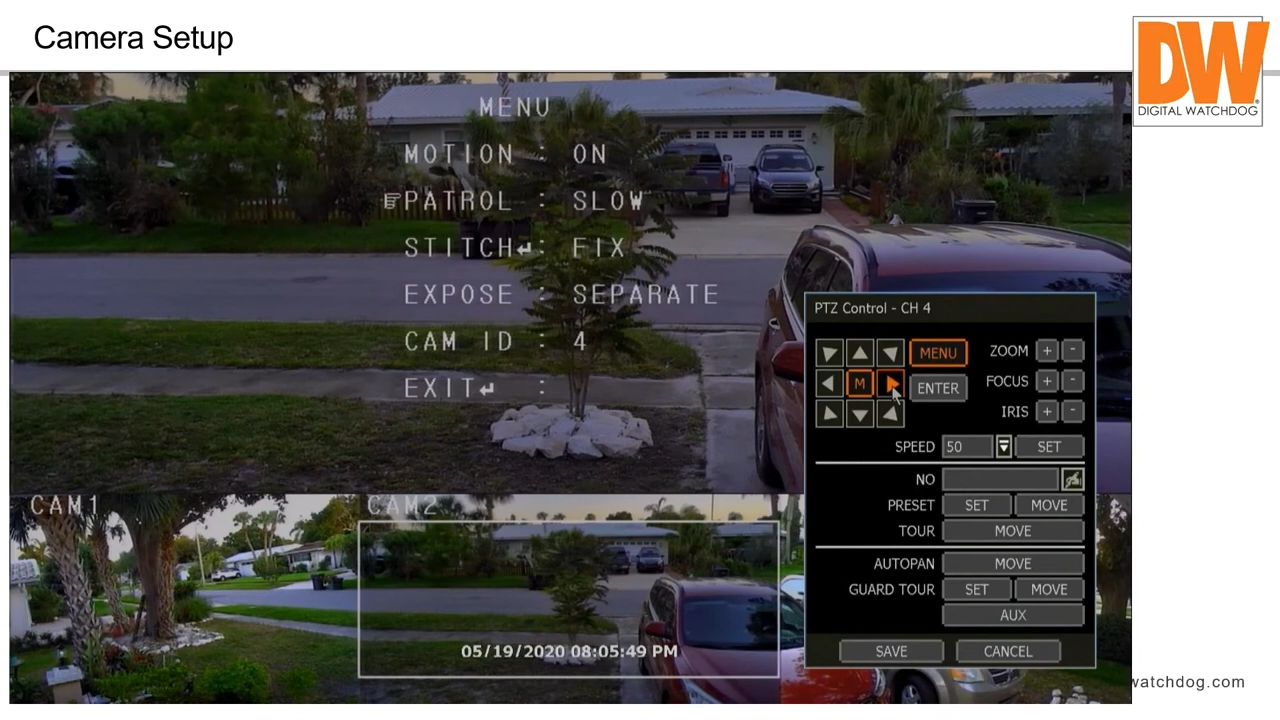 Camera Setup
DW
DIGITAL WATCHDOG
MENU
MOTION : ON
☞PATROL : SLOW
STITCH↵: FIX
EXPOSE : SEPARATE
CAM ID : 4
EXIT↵ :
PTZ Control - CH 4
MENU
M
ENTER
ZOOM + -
FOCUS + -
IRIS + -
SPEED 50 SET
NO
PRESET SET MOVE
TOUR MOVE
AUTOPAN MOVE
GUARD TOUR SET MOVE
AUX
SAVE CANCEL
CAM1
CAM2
05/19/2020 08:05:49 PM
watchdog.com